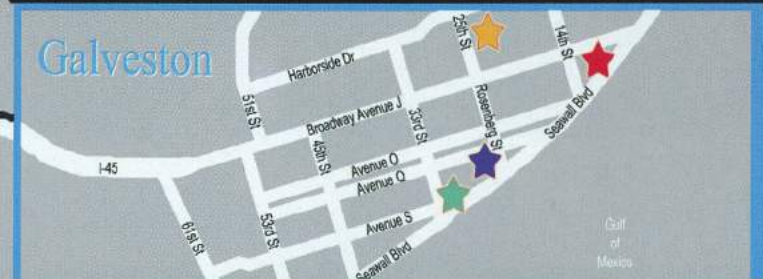 Galveston
25th St
14th St
Harborside Dr
51st St
Broadway Avenue J
33rd St
Rosenberg St
Seawall Blvd
45th St
Avenue O
Avenue Q
I-45
61st St
53rd St
Avenue S
Seawall Blvd
Gulf
of
Mexico